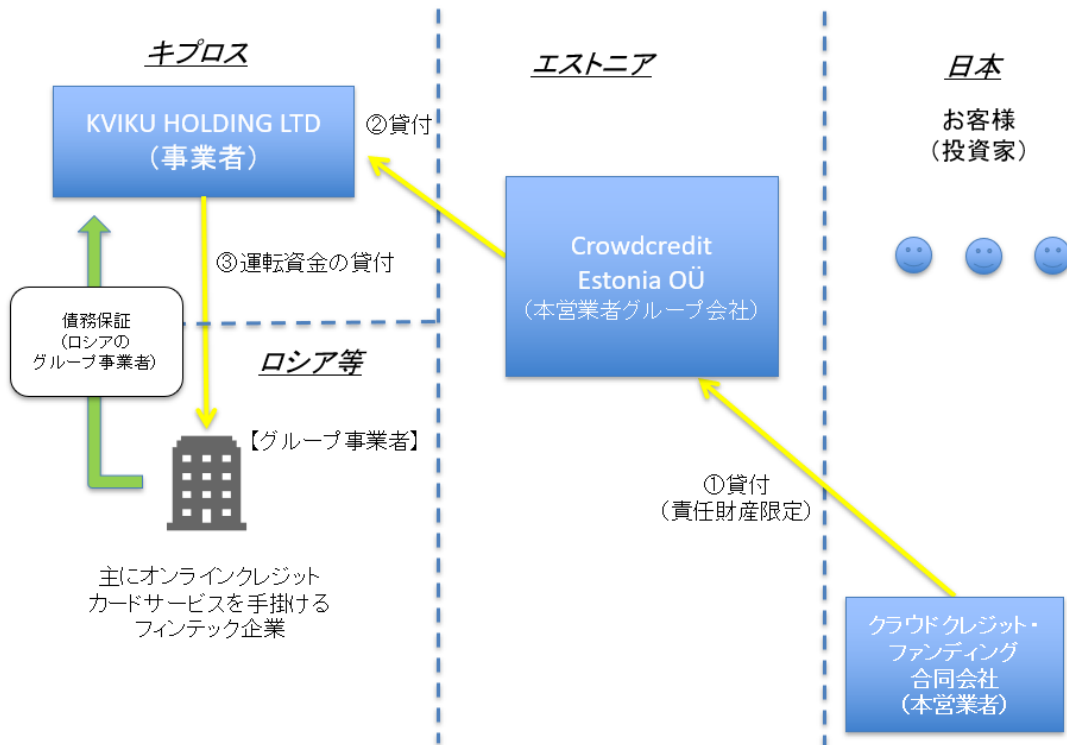 キプロス
KVIKU HOLDING LTD
（事業者）
②貸付
③運転資金の貸付
債務保証
(ロシアの
グループ事業者)
ロシア等
【グループ事業者】
主にオンラインクレジット
カードサービスを手掛ける
フィンテック企業
エストニア
Crowdcredit
Estonia OÜ
（本営業者グループ会社）
①貸付
（責任財産限定）
日本
お客様
（投資家）
クラウドクレジット・
ファンディング
合同会社
（本営業者）